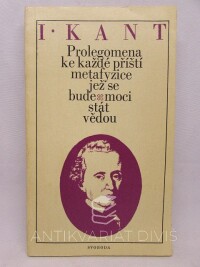 I·KANT
Prolegomena
ke každé příští
metafyzice
jež se
bude moci
stát
vědou
ANTIKVARIÁT DIVIŠ
SVOBODA